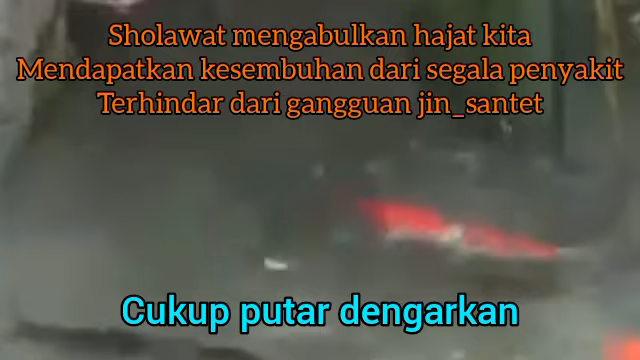 Sholawat mengabulkan hajat kita
Mendapatkan kesembuhan dari segala penyakit
Terhindar dari gangguan jin_santet
Cukup putar dengarkan